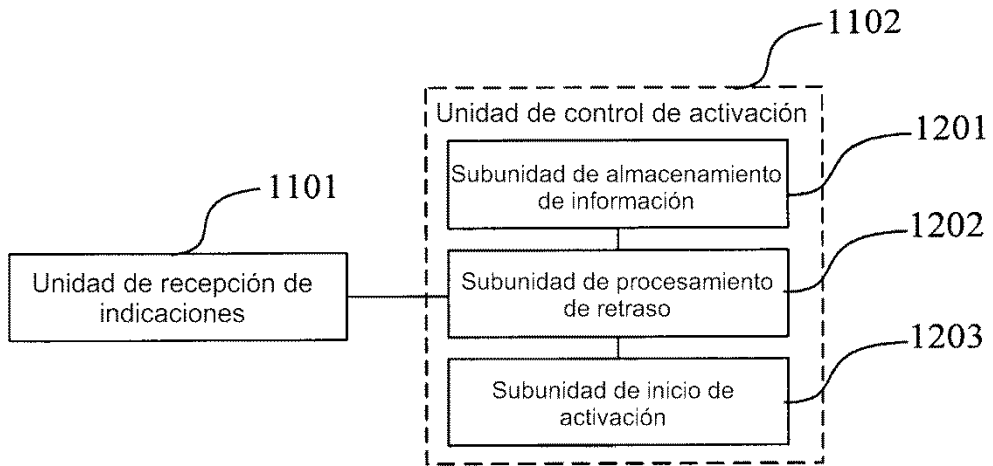 1102
Unidad de control de activación
1201
Subunidad de almacenamiento
de información
1101
1202
Unidad de recepción de
indicaciones
Subunidad de procesamiento
de retraso
1203
Subunidad de inicio de
activación